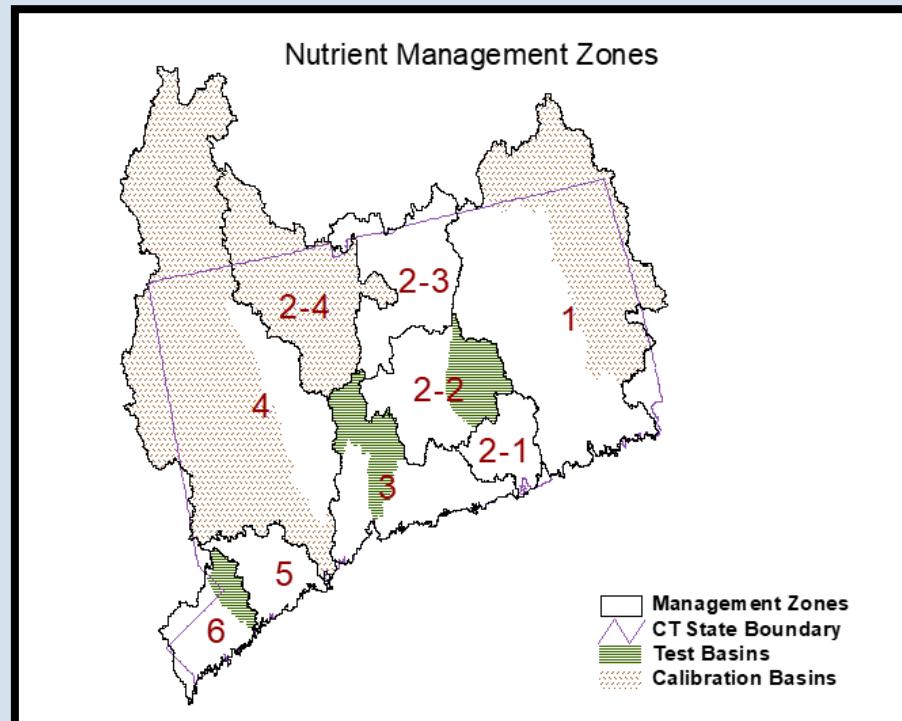 Nutrient Management Zones
2-3
2-4
1
2-2
4
2-1
3
5
6
Management Zones
CT State Boundary
Test Basins
Calibration Basins